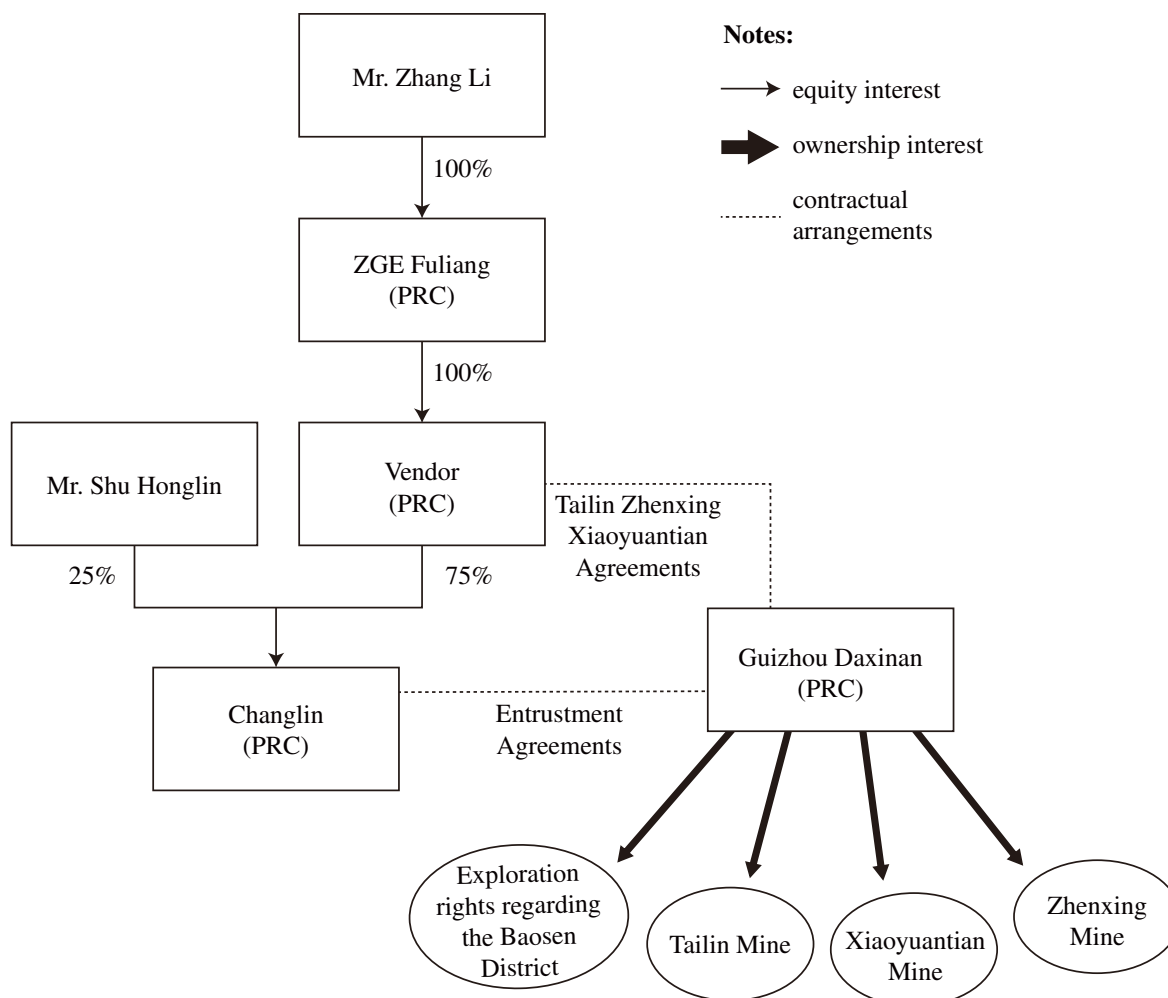 Notes:
Mr. Zhang Li
equity interest
ownership interest
contractual
arrangements
100%
ZGE Fuliang
(PRC)
100%
Mr. Shu Honglin
Vendor
(PRC)
Tailin Zhenxing
Xiaoyuantian
Agreements
25%
75%
Changlin
(PRC)
Entrustment
Agreements
Guizhou Daxinan
(PRC)
Exploration
rights regarding
the Baosen
District
Tailin Mine
Xiaoyuantian
Mine
Zhenxing
Mine